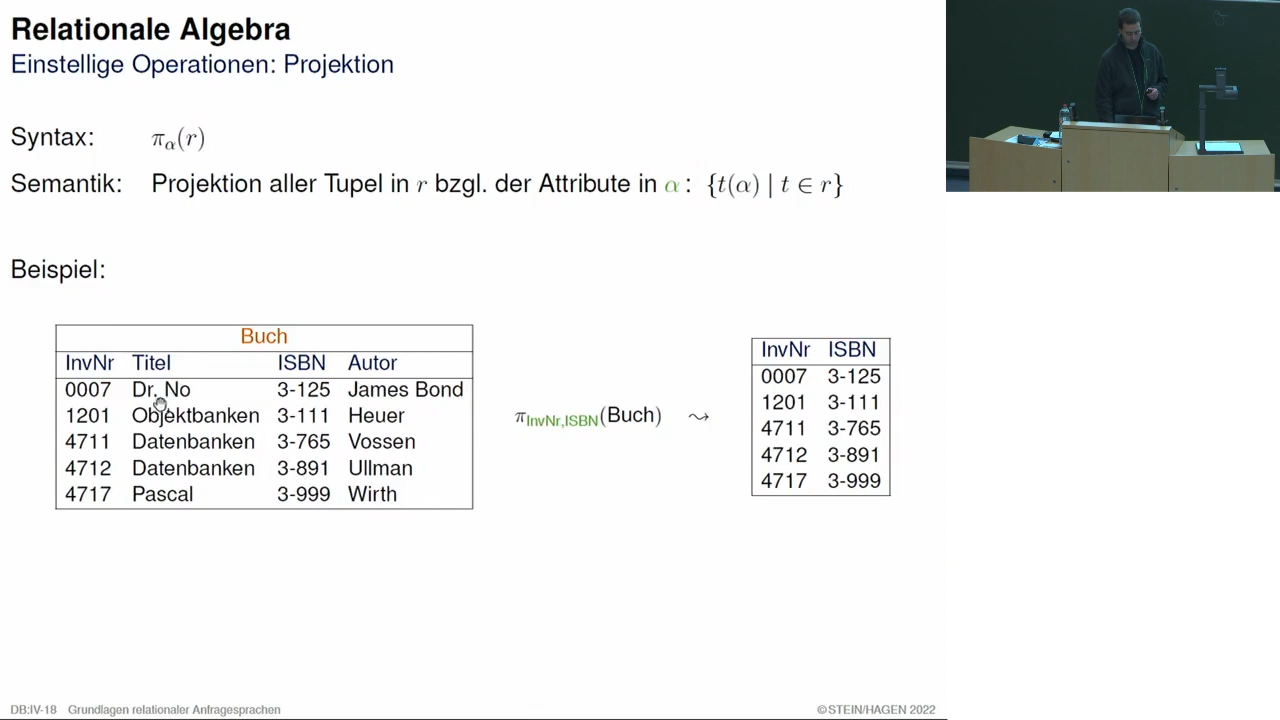 Relationale Algebra
Einstellige Operationen: Projektion
Syntax: πα(r)
Semantik: Projektion aller Tupel in r bzgl. der Attribute in α : {t(α) | t ∈ r}
Beispiel:
Buch
InvNr Titel ISBN Autor
0007 Dr. No 3-125 James Bond
1201 Objektbanken 3-111 Heuer
4711 Datenbanken 3-765 Vossen
4712 Datenbanken 3-891 Ullman
4717 Pascal 3-999 Wirth
πInvNr,ISBN(Buch) ⇝
InvNr ISBN
0007 3-125
1201 3-111
4711 3-765
4712 3-891
4717 3-999
DB:IV-18 Grundlagen relationaler Anfragesprachen
©STEIN/HAGEN 2022